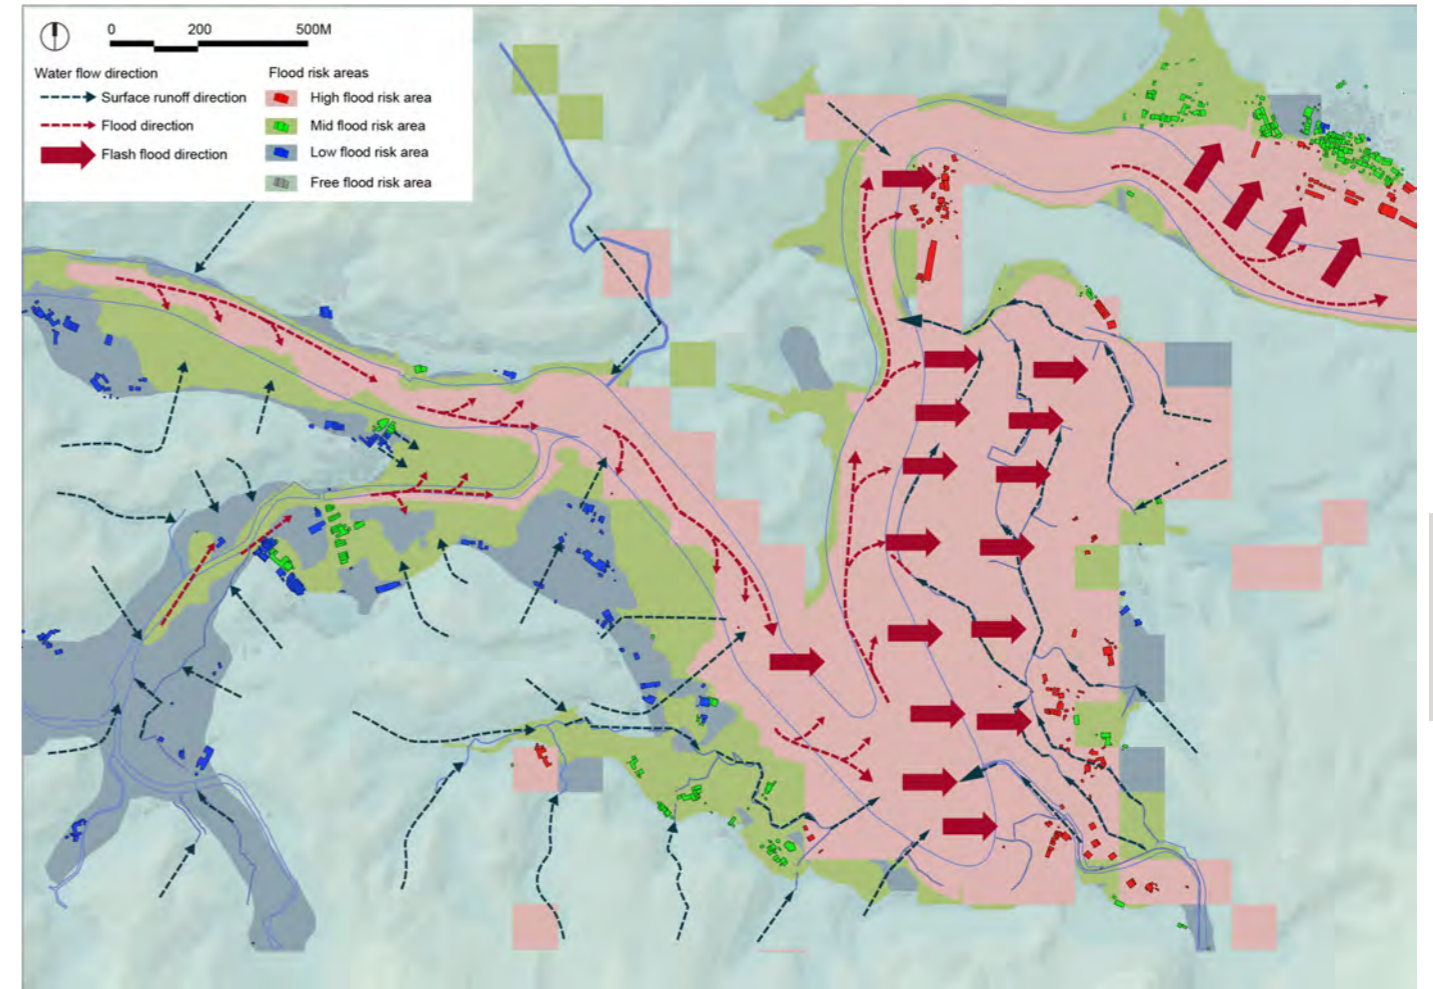 0 200 500M
Water flow direction
Surface runoff direction
Flood direction
Flash flood direction
Flood risk areas
High flood risk area
Mid flood risk area
Low flood risk area
Free flood risk area